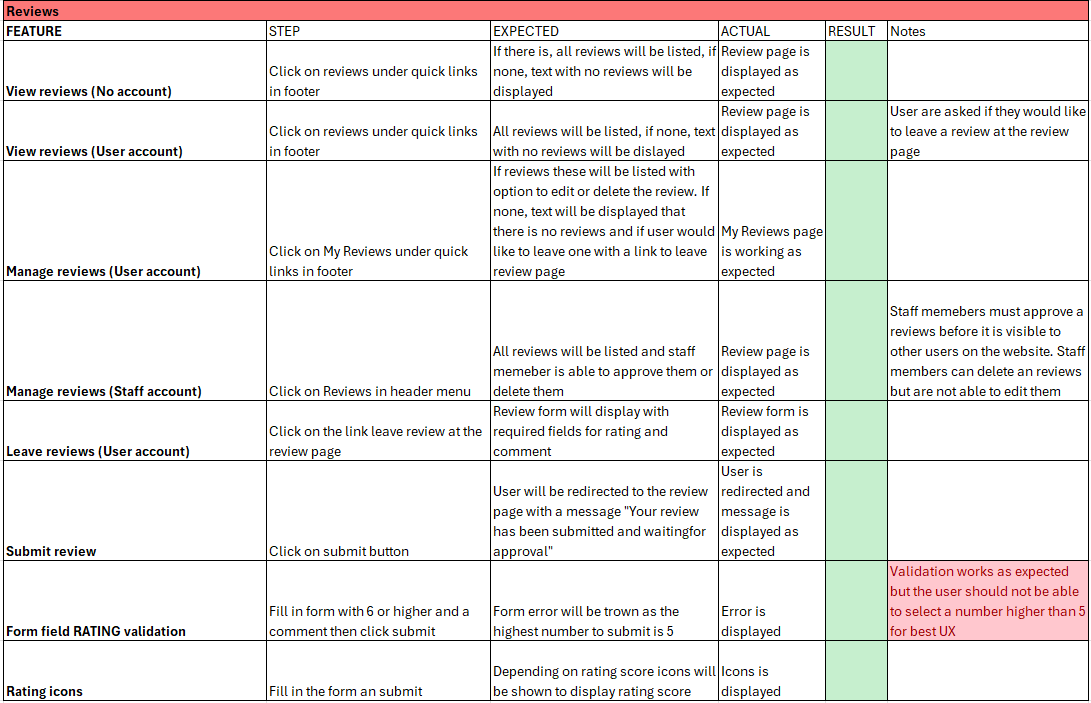 Reviews
FEATURE STEP EXPECTED ACTUAL RESULT Notes
View reviews (No account)
Click on reviews under quick links
in footer
If there is, all reviews will be listed, if
none, text with no reviews will be
displayed
Review page is
displayed as
expected
View reviews (User account)
Click on reviews under quick links
in footer
All reviews will be listed, if none, text
with no reviews will be dislayed
Review page is
displayed as
expected
User are asked if they would like
to leave a review at the review
page
Manage reviews (User account)
Click on My Reviews under quick
links in footer
If reviews these will be listed with
option to edit or delete the review. If
none, text will be displayed that
there is no reviews and if user would
like to leave one with a link to leave
review page
My Reviews page
is working as
expected
Manage reviews (Staff account)
Click on Reviews in header menu
All reviews will be listed and staff
memeber is able to approve them or
delete them
Review page is
displayed as
expected
Staff memebers must approve a
reviews before it is visible to
other users on the website. Staff
members can delete an reviews
but are not able to edit them
Leave reviews (User account)
Click on the link leave review at the
review page
Review form will display with
required fields for rating and
comment
Review form is
displayed as
expected
Submit review
Click on submit button
User will be redirected to the review
page with a message "Your review
has been submitted and waitingfor
approval"
User is
redirected and
message is
displayed as
expected
Form field RATING validation
Fill in form with 6 or higher and a
comment then click submit
Form error will be trown as the
highest number to submit is 5
Error is
displayed
Validation works as expected
but the user should not be able
to select a number higher than 5
for best UX
Rating icons
Fill in the form an submit
Depending on rating score icons will
be shown to display rating score
Icons is
displayed